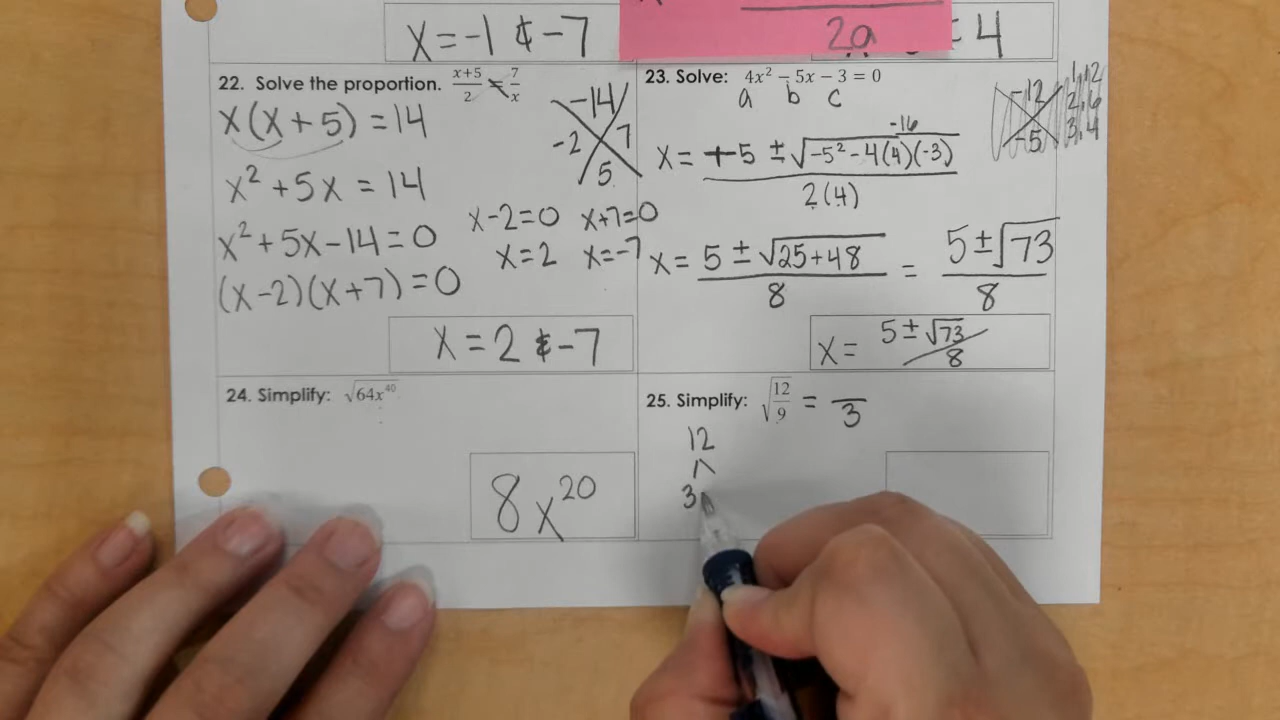 x = -1 & -7
2a
= 4
22. Solve the proportion. (x+5)/2 = 7/x
x(x+5) = 14
x² + 5x = 14
x² + 5x - 14 = 0
(x-2)(x+7) = 0
-14
-2 7
5
x-2=0 x+7=0
x=2 x=-7
x = 2 & -7
23. Solve: 4x² − 5x − 3 = 0
a b c
-12
-5
1,12
2,6
3,4
-16
x = +5 ± √(-5² - 4(4)(-3))
2(4)
x = (5 ± √(25+48))/8 = (5 ± √73)/8
x = (5 ± √73)/8
24. Simplify: √(64x⁴⁰)
8x²⁰
25. Simplify: √(12/9) = /3
12
3